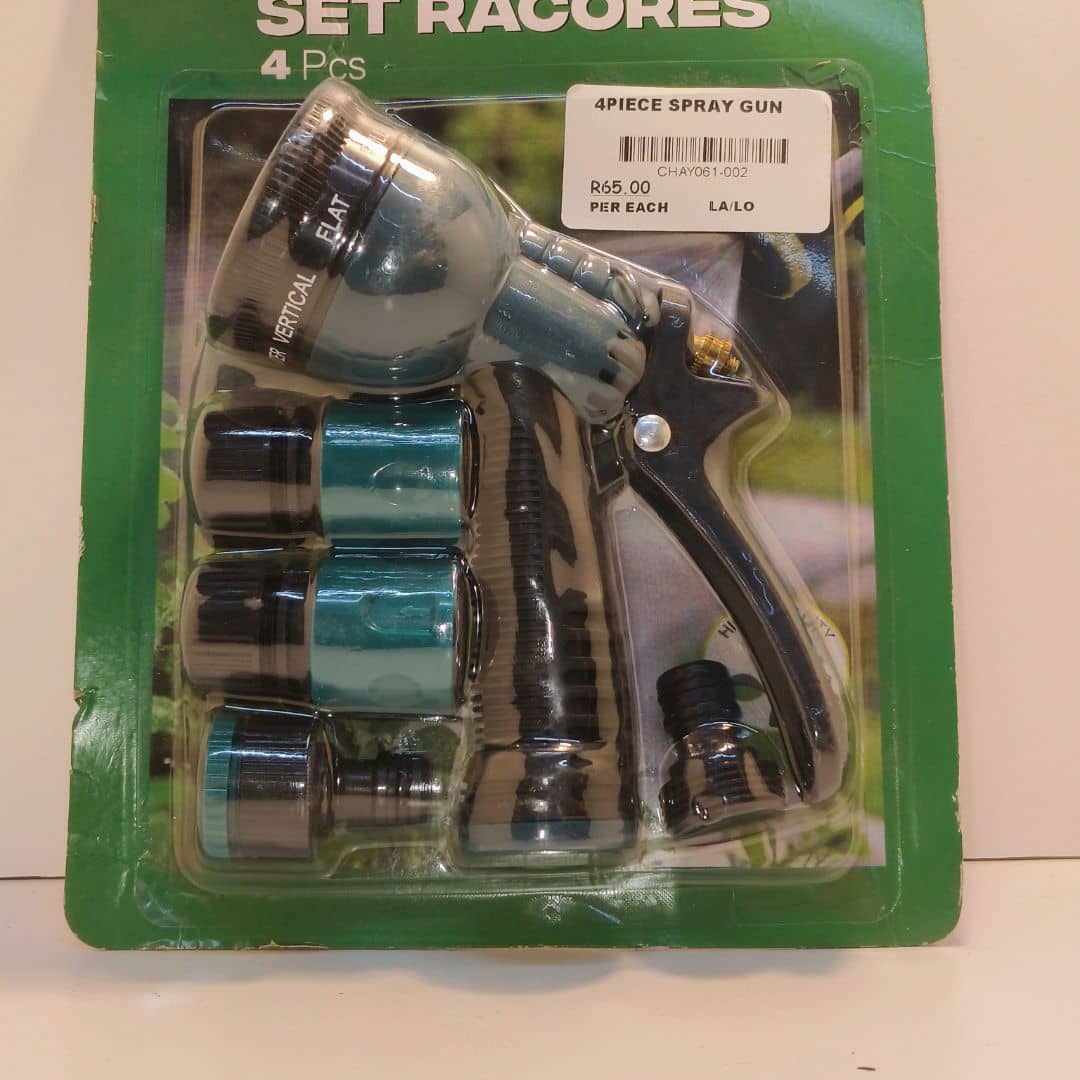 SET RACORES
4 Pcs
4PIECE SPRAY GUN
CHAY061-002
R65.00
PER EACH LA/LO
FLAT
VERTICAL